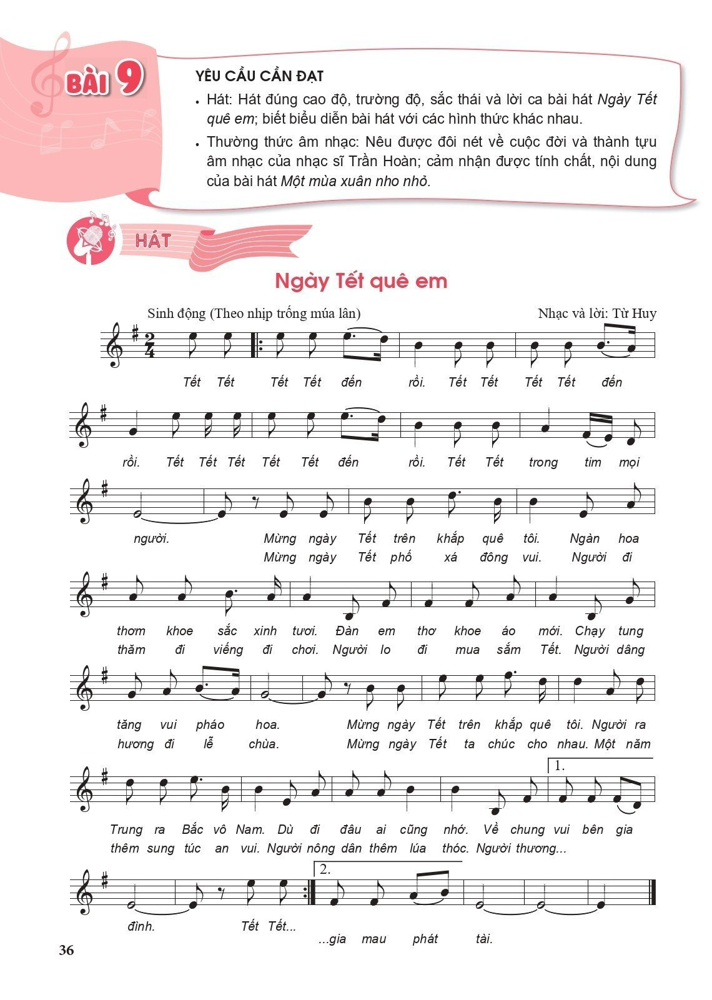 BÀI 9
YÊU CẦU CẦN ĐẠT
• Hát: Hát đúng cao độ, trường độ, sắc thái và lời ca bài hát Ngày Tết
quê em; biết biểu diễn bài hát với các hình thức khác nhau.
• Thường thức âm nhạc: Nêu được đôi nét về cuộc đời và thành tựu
âm nhạc của nhạc sĩ Trần Hoàn; cảm nhận được tính chất, nội dung
của bài hát Một mùa xuân nho nhỏ.
HÁT
Ngày Tết quê em
Sinh động (Theo nhịp trống múa lân) Nhạc và lời: Từ Huy
2
4
Tết Tết Tết Tết đến rồi. Tết Tết Tết Tết đến
rồi. Tết Tết Tết Tết Tết đến rồi. Tết Tết trong tim mọi
người. Mừng ngày Tết trên khắp quê tôi. Ngàn hoa
Mừng ngày Tết phố xá đông vui. Người đi
thơm khoe sắc xinh tươi. Đàn em thơ khoe áo mới. Chạy tung
thăm đi viếng đi chơi. Người lo đi mua sắm Tết. Người dâng
tăng vui pháo hoa. Mừng ngày Tết trên khắp quê tôi. Người ra
hương đi lễ chùa. Mừng ngày Tết ta chúc cho nhau. Một năm
1.
Trung ra Bắc vô Nam. Dù đi đâu ai cũng nhớ. Về chung vui bên gia
thêm sung túc an vui. Người nông dân thêm lúa thóc. Người thương...
2.
đình. Tết Tết...
...gia mau phát tài.
36